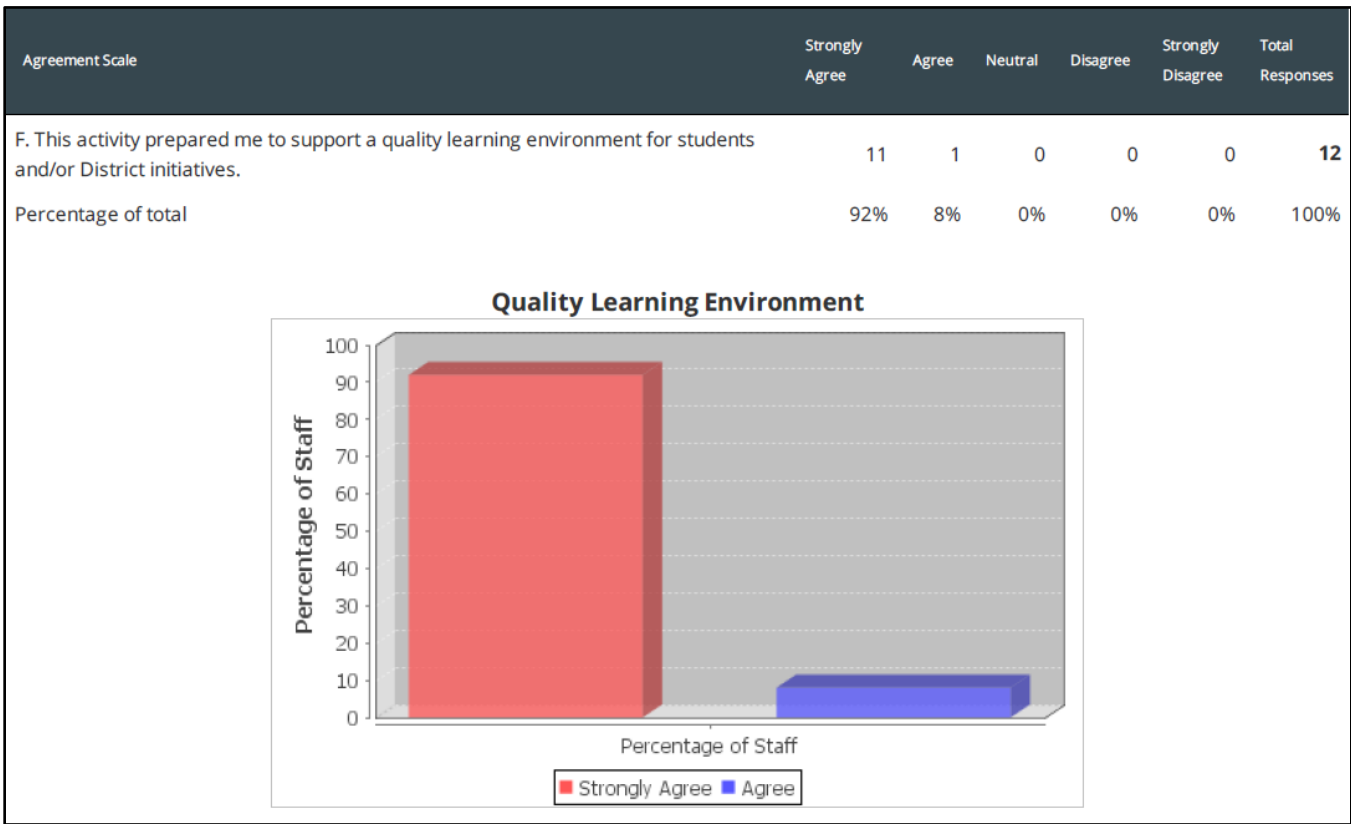 Agreement Scale Strongly Agree Agree Neutral Disagree Strongly Disagree Total Responses
F. This activity prepared me to support a quality learning environment for students
and/or District initiatives. 11 1 0 0 0 12
Percentage of total 92% 8% 0% 0% 0% 100%
Quality Learning Environment
Percentage of Staff
100
90
80
70
60
50
40
30
20
10
0
Percentage of Staff
Strongly Agree Agree